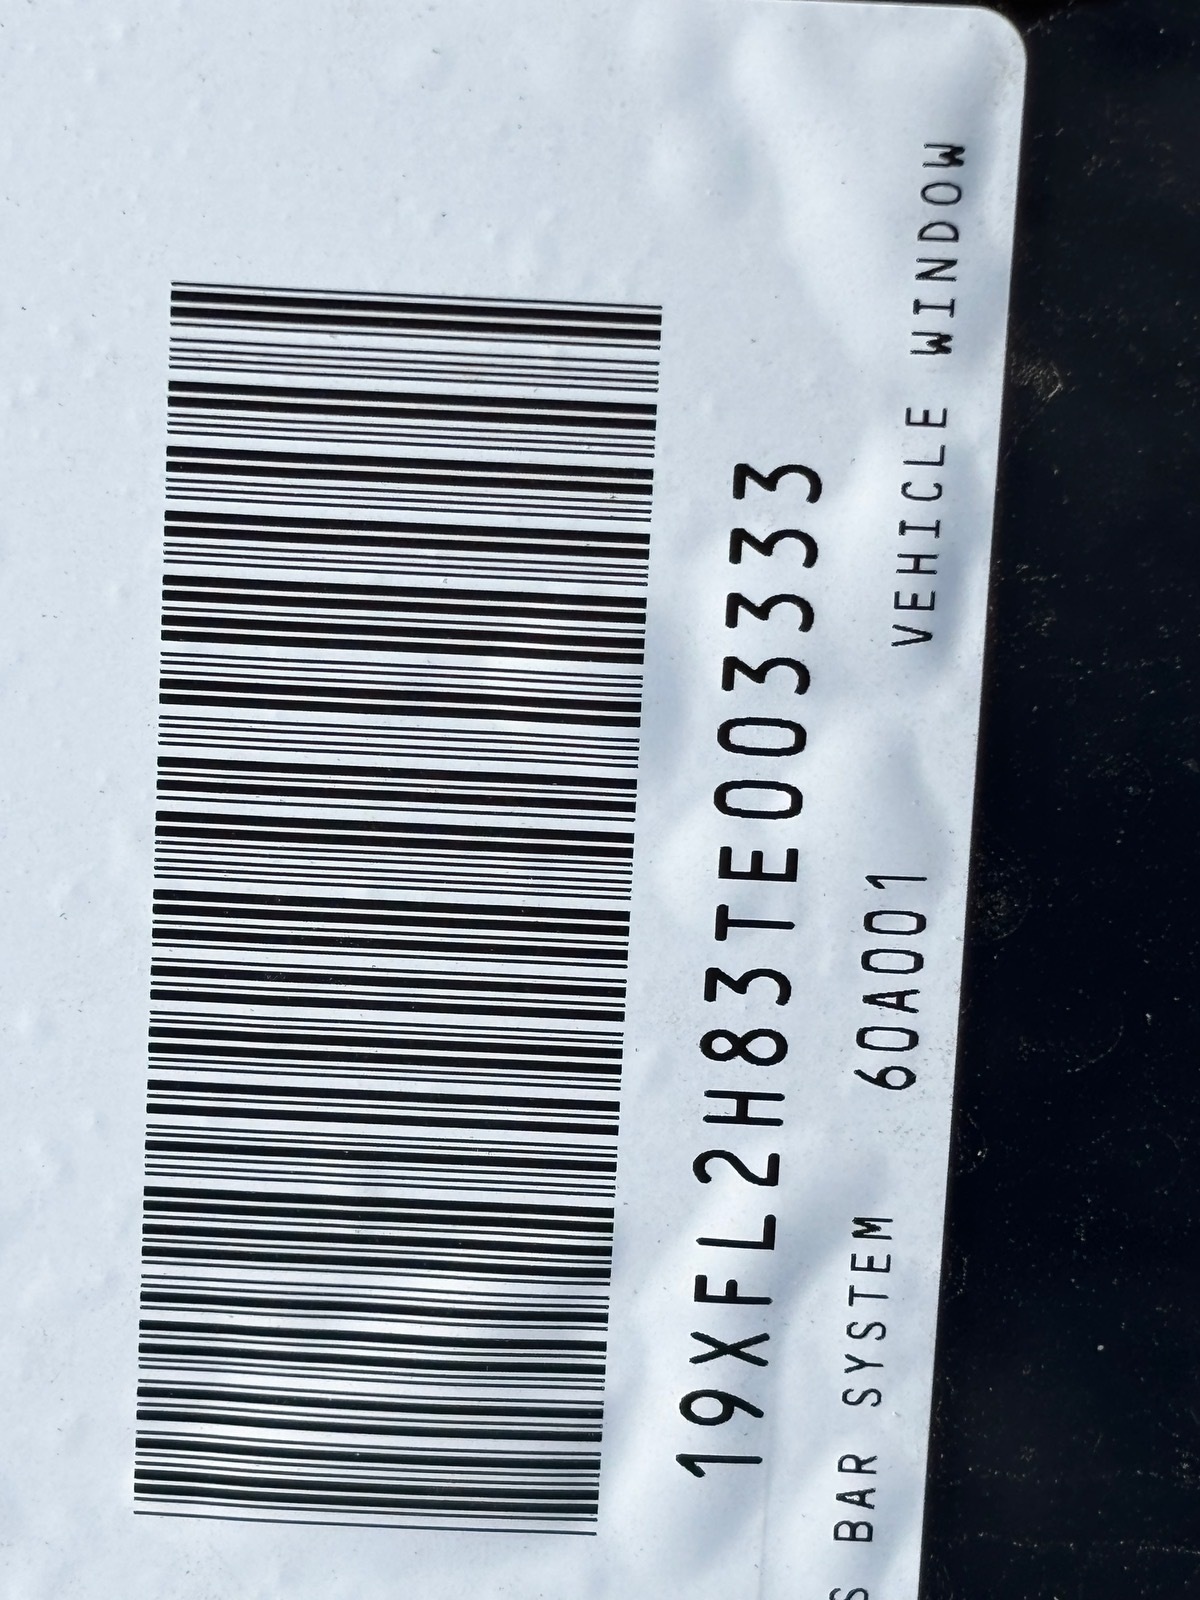 19XFL2H83TE003333
S BAR SYSTEM 60A001 VEHICLE WINDOW